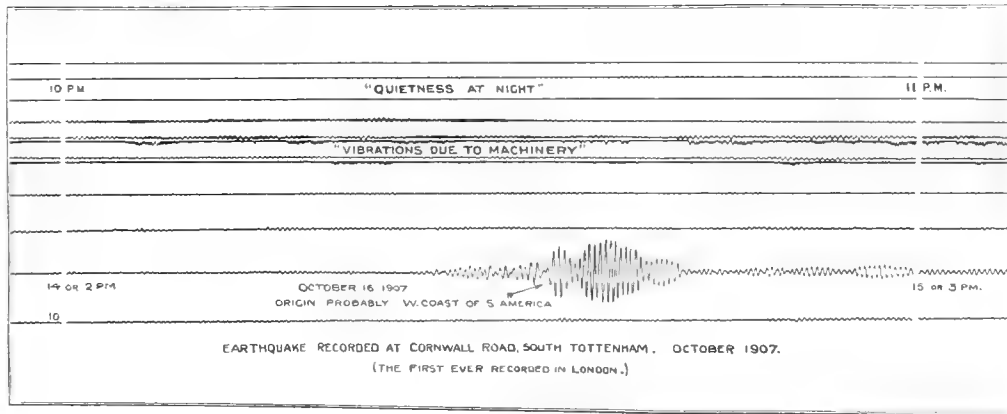 10 PM "QUIETNESS AT NIGHT" 11 P.M.
"VIBRATIONS DUE TO MACHINERY"
14 OR 2 PM OCTOBER 16 1907 15 OR 3 PM.
ORIGIN PROBABLY W. COAST OF S AMERICA
10
EARTHQUAKE RECORDED AT CORNWALL ROAD, SOUTH TOTTENHAM. OCTOBER 1907.
(THE FIRST EVER RECORDED IN LONDON.)